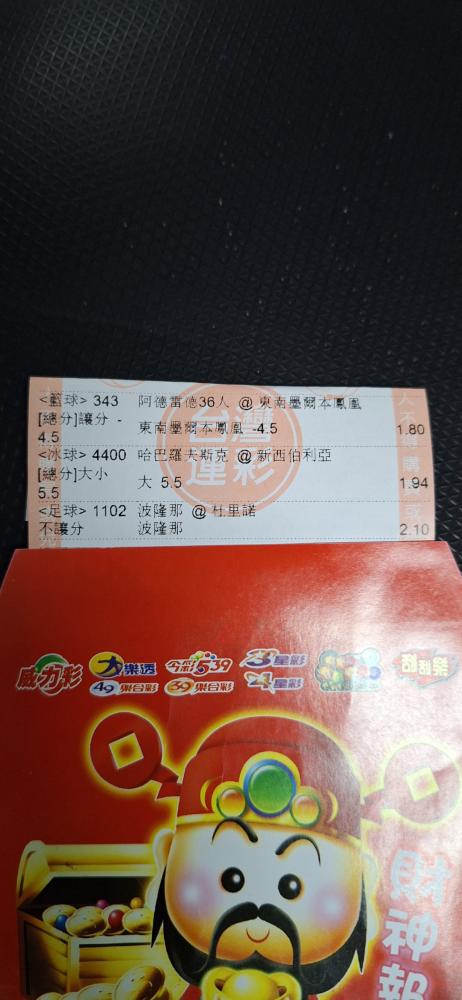 <籃球> 343 阿德雷德36人 @ 東南墨爾本鳳凰
[總分]讓分 -
4.5 東南墨爾本鳳凰 -4.5 1.80
<冰球> 4400 哈巴羅夫斯克 @ 新西伯利亞
[總分]大小
5.5 大 5.5 1.94
<足球> 1102 波隆那 @ 杜里諾
不讓分 波隆那 2.10
台灣
運彩
威力彩 大樂透 今彩539 3星彩 刮刮樂
49樂合彩 39樂合彩 4星彩
財神報